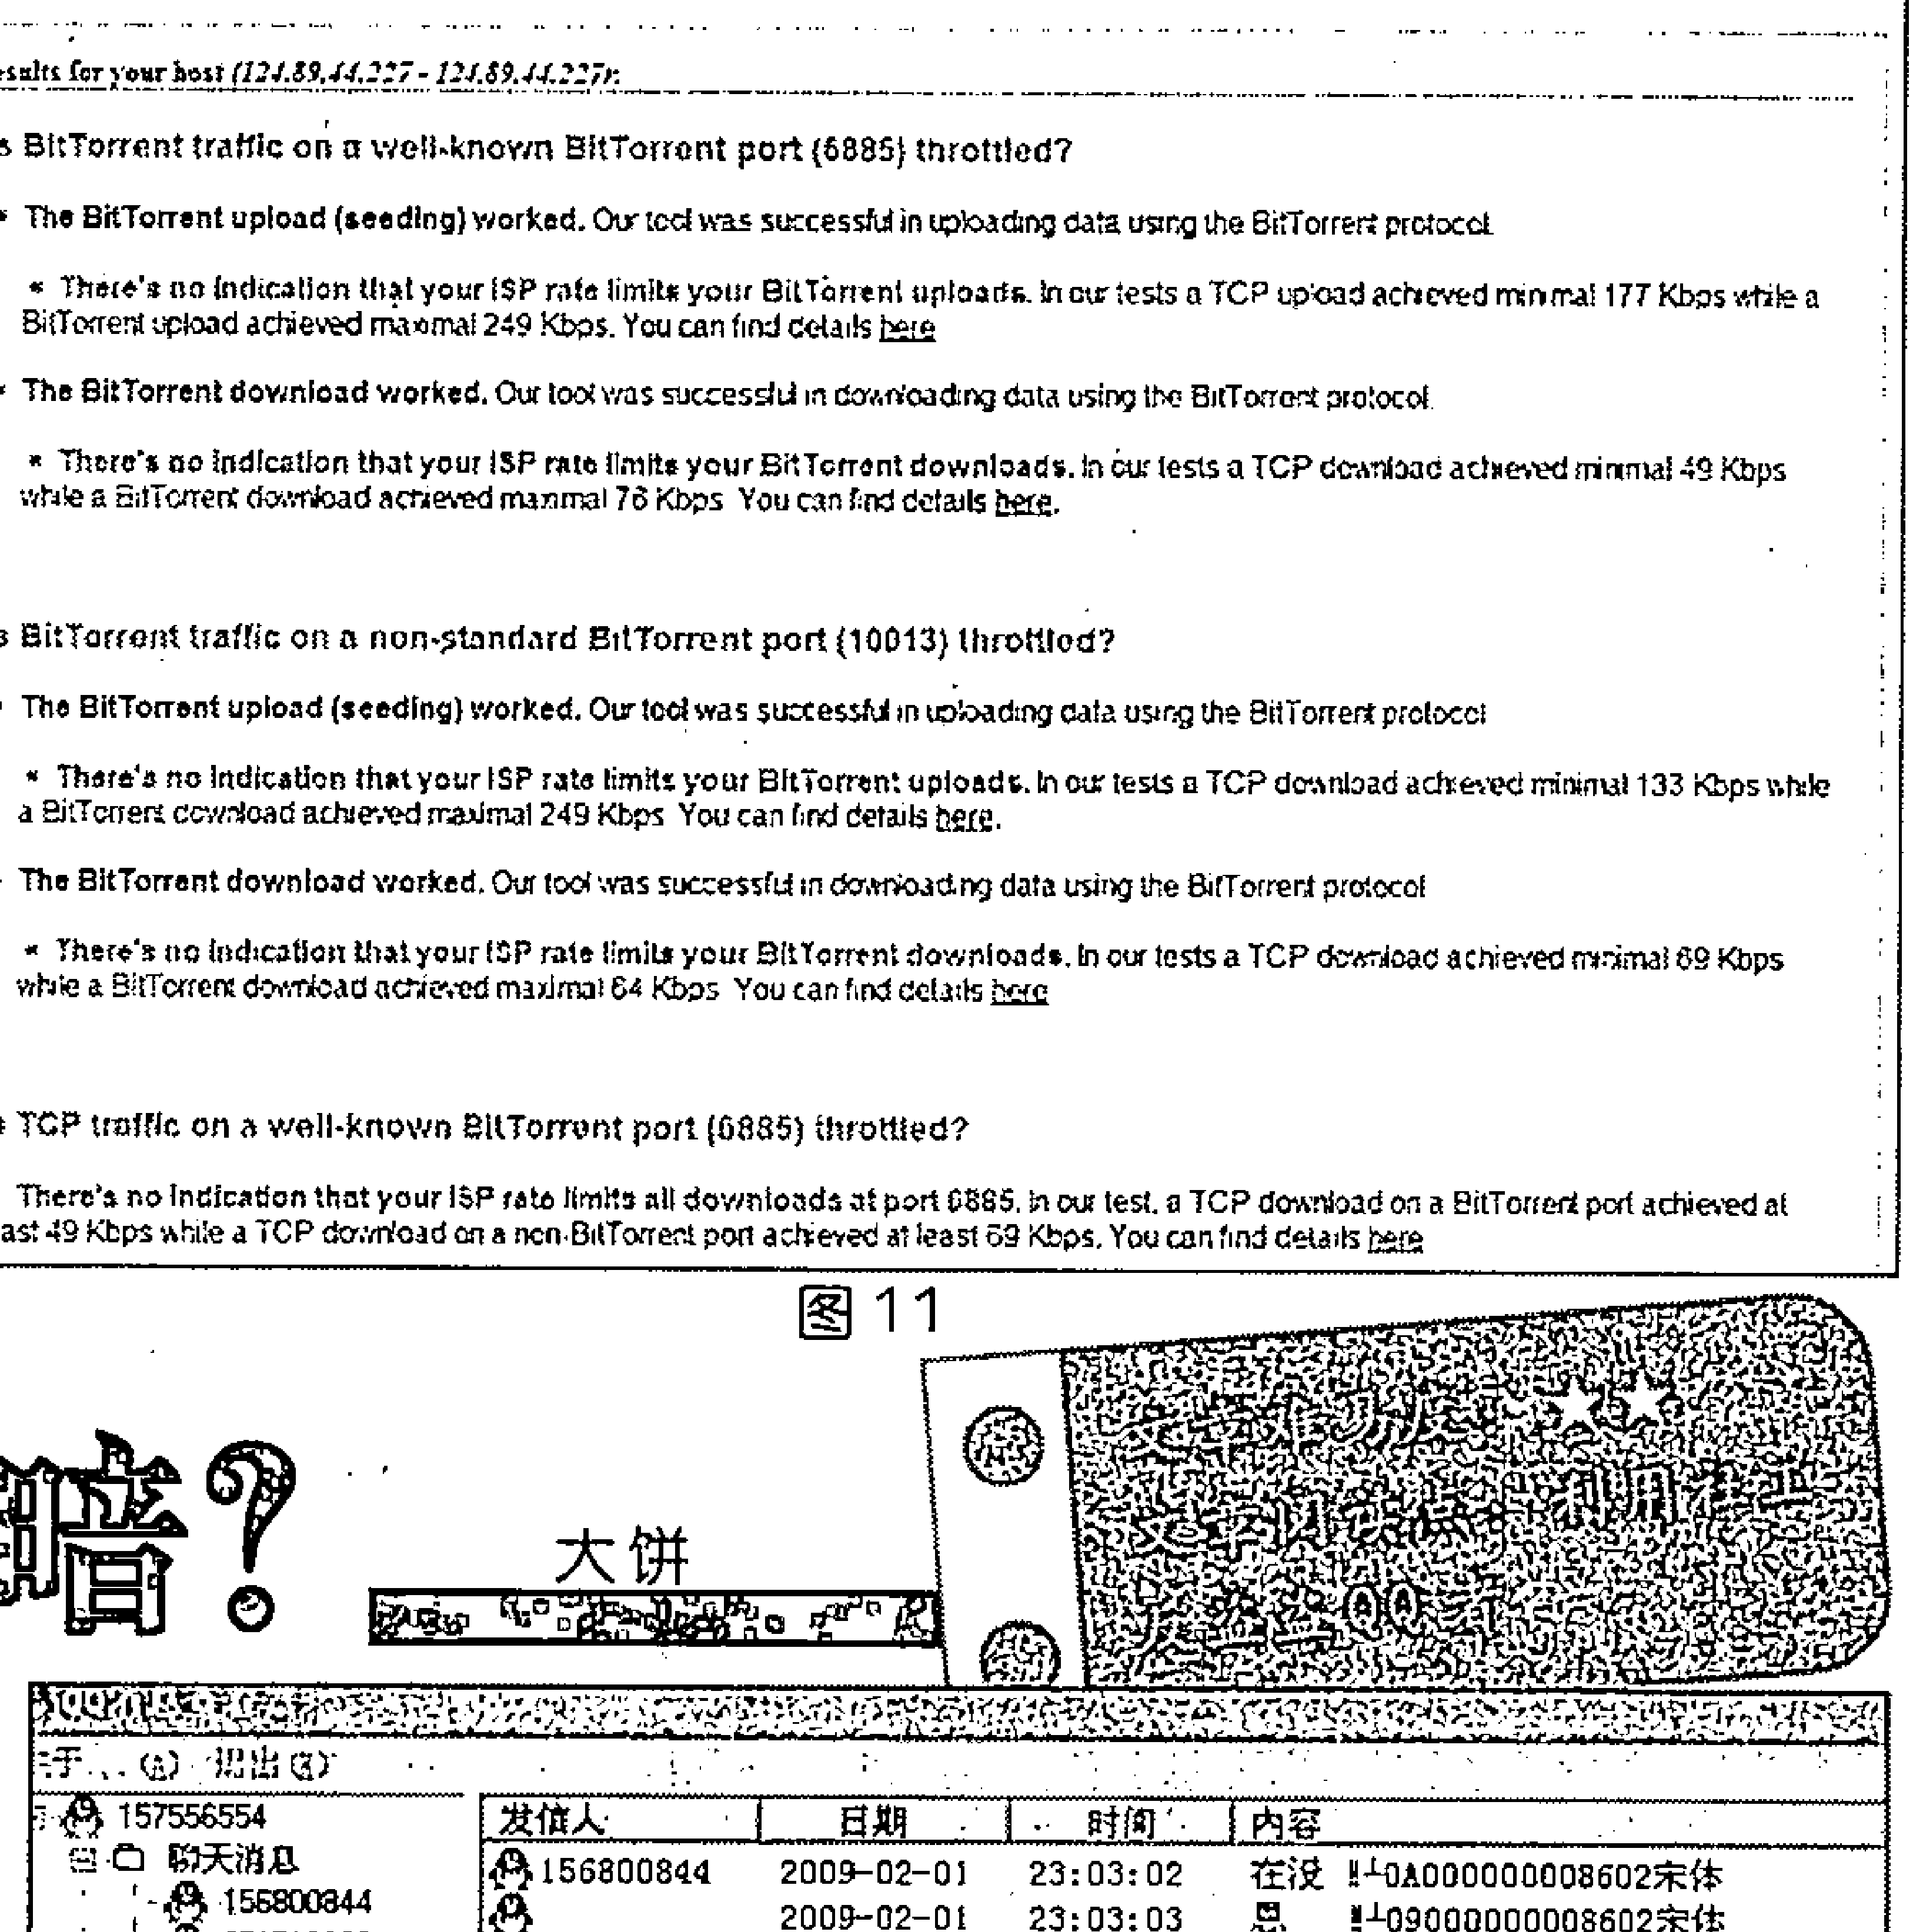 esults for your host (124.89.44.227 - 124.89.44.227):
s BitTorrent traffic on a well-known BitTorrent port (6885) throttled?
* The BitTorrent upload (seeding) worked. Our tool was successful in uploading data using the BitTorrent protocol.
* There's no indication that your ISP rate limits your BitTorrent uploads. In our tests a TCP upload achieved minimal 177 Kbps while a
BitTorrent upload achieved maximal 249 Kbps. You can find details here
* The BitTorrent download worked. Our tool was successful in downloading data using the BitTorrent protocol.
* There's no indication that your ISP rate limits your BitTorrent downloads. In our tests a TCP download achieved minimal 49 Kbps
while a BitTorrent download achieved maximal 76 Kbps You can find details here.
s BitTorrent traffic on a non-standard BitTorrent port (10013) throttled?
The BitTorrent upload (seeding) worked. Our tool was successful in uploading data using the BitTorrent protocol
* There's no indication that your ISP rate limits your BitTorrent uploads. In our tests a TCP download achieved minimal 133 Kbps while
a BitTorrent download achieved maximal 249 Kbps You can find details here.
The BitTorrent download worked. Our tool was successful in downloading data using the BitTorrent protocol
* There's no indication that your ISP rate limits your BitTorrent downloads. In our tests a TCP download achieved minimal 69 Kbps
while a BitTorrent download achieved maximal 64 Kbps You can find details here
TCP traffic on a well-known BitTorrent port (6885) throttled?
There's no indication that your ISP rate limits all downloads at port 6885. In our test, a TCP download on a BitTorrent port achieved at
ast 49 Kbps while a TCP download on a non-BitTorrent port achieved at least 69 Kbps. You can find details here
图 11
?
大饼
于... (A) 退出(X)
157556554
聊天消息
156800844
发信人 日期 时间 内容
156800844 2009-02-01 23:03:02 在没 0A000000008602宋体
2009-02-01 23:03:03 09000000008602宋体